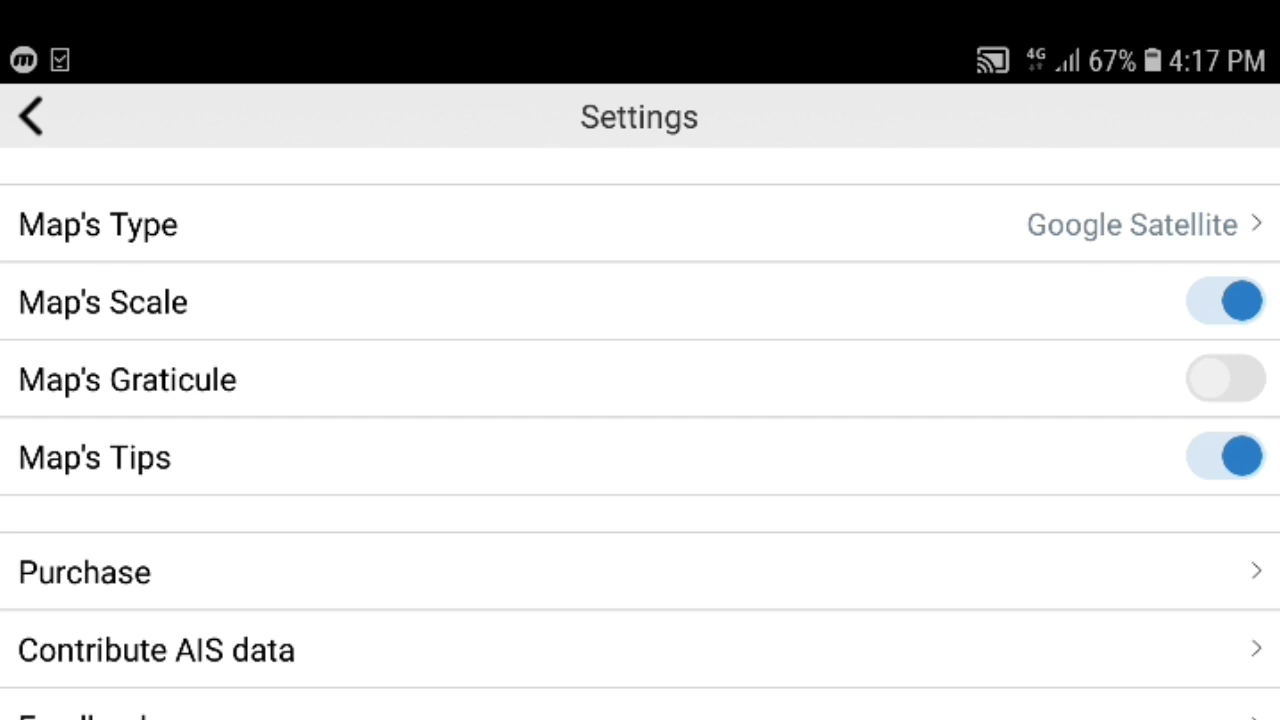 4G 67% 4:17 PM
Settings
Map's Type Google Satellite
Map's Scale
Map's Graticule
Map's Tips
Purchase
Contribute AIS data